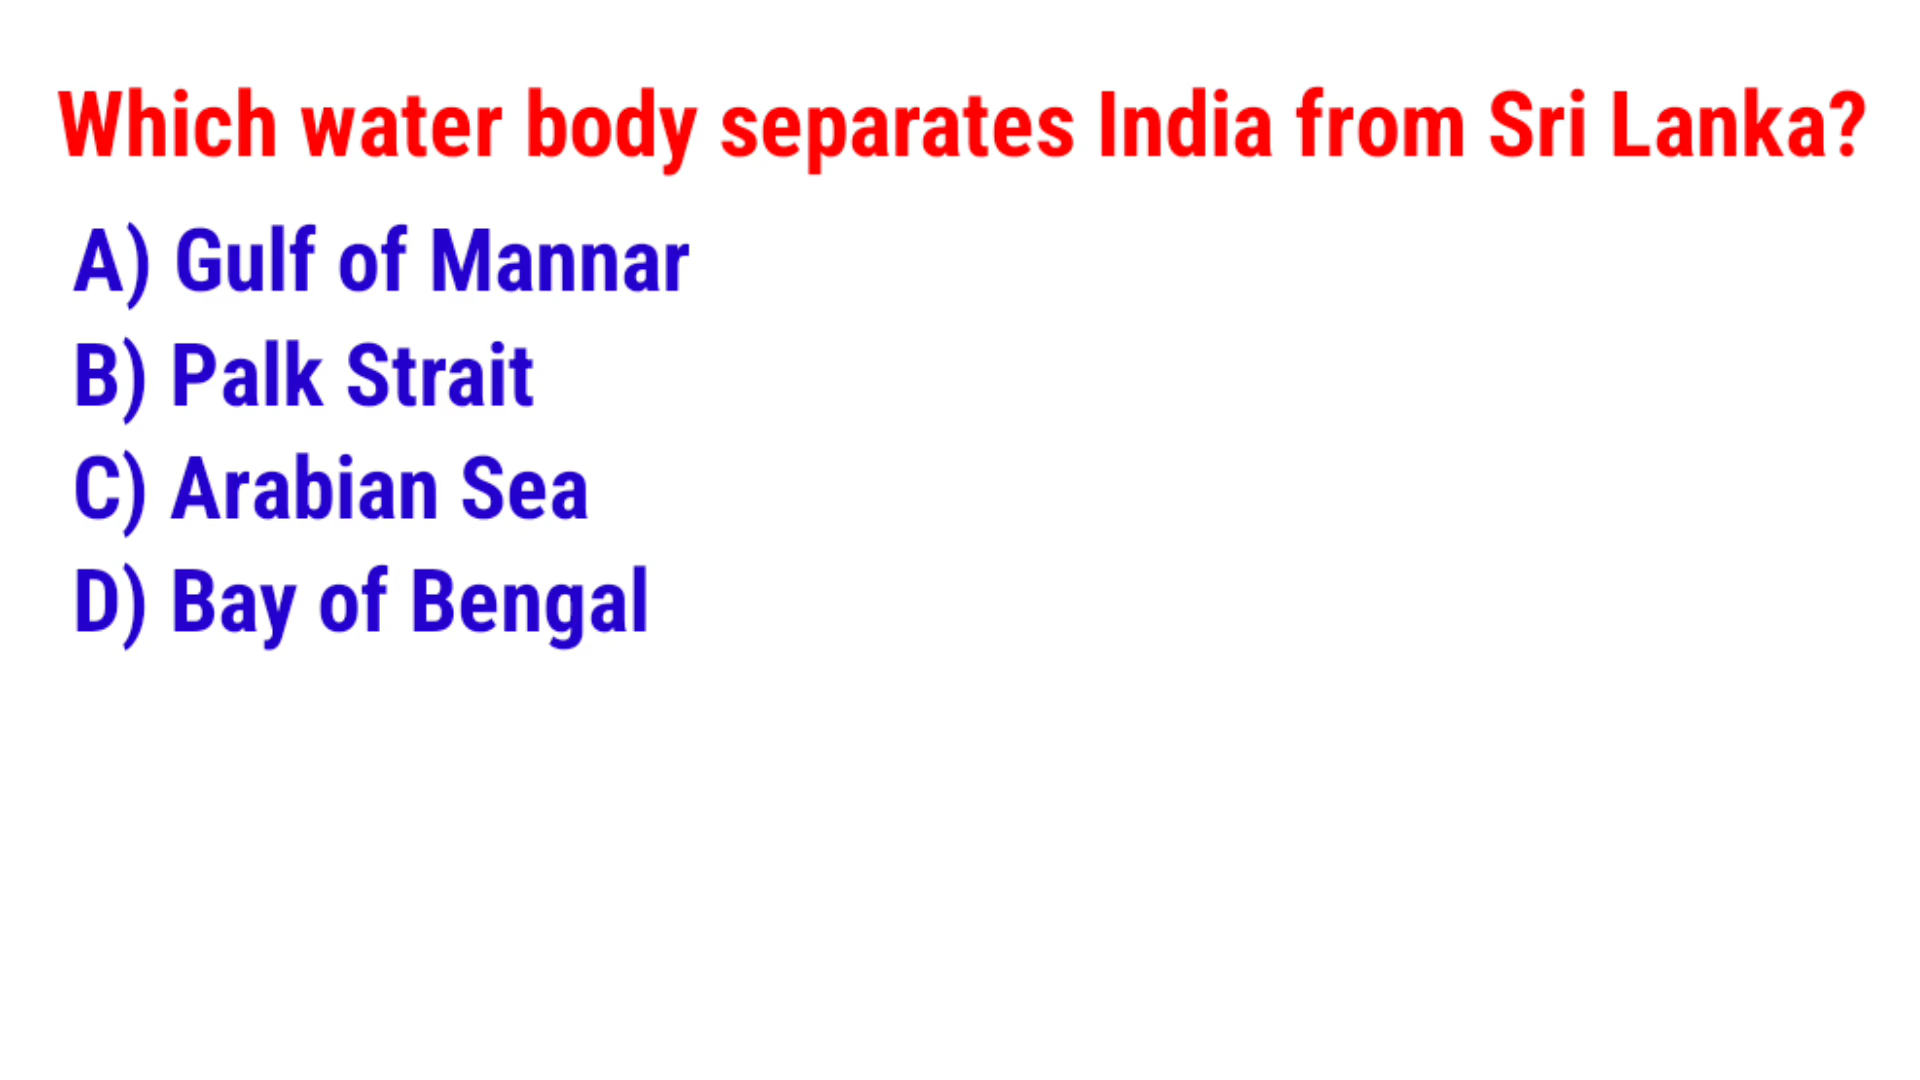 Which water body separates India from Sri Lanka?
A) Gulf of Mannar
B) Palk Strait
C) Arabian Sea
D) Bay of Bengal